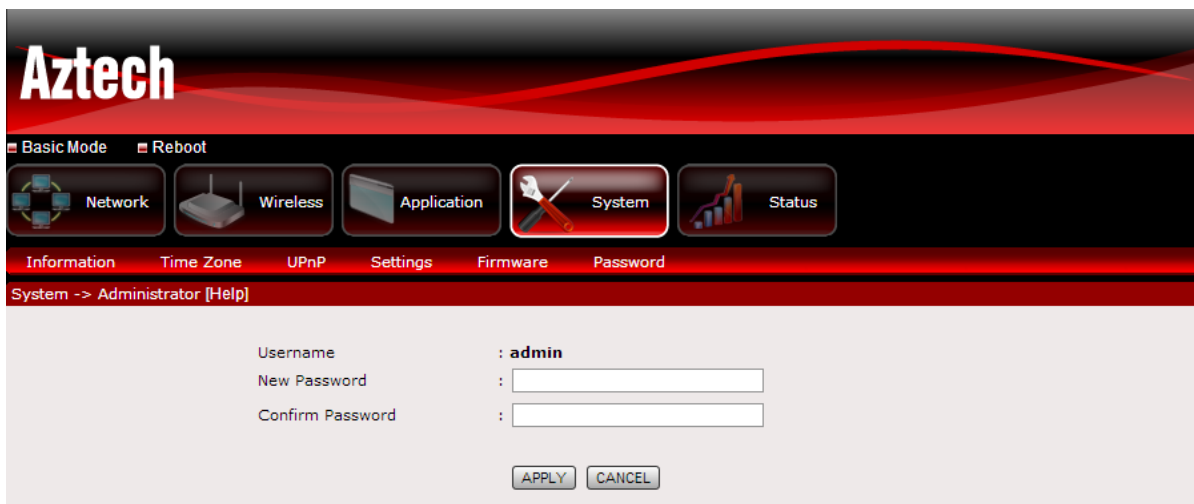 Aztech
Basic Mode Reboot
Network Wireless Application System Status
Information Time Zone UPnP Settings Firmware Password
System -> Administrator [Help]
Username : admin
New Password :
Confirm Password :
APPLY CANCEL